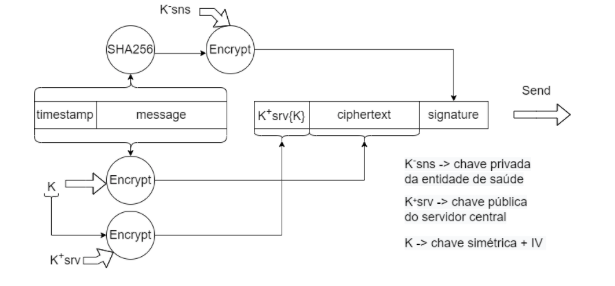 K⁻sns
SHA256
Encrypt
Send
timestamp
message
K⁺srv{K}
ciphertext
signature
K
Encrypt
Encrypt
K⁺srv
K⁻sns -> chave privada
da entidade de saúde
K⁺srv -> chave pública
do servidor central
K -> chave simétrica + IV